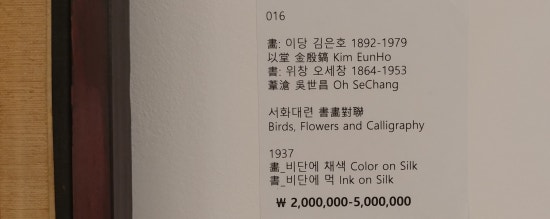 016
畵: 이당 김은호 1892-1979
以堂 金殷鎬 Kim EunHo
書: 위창 오세창 1864-1953
葦滄 吳世昌 Oh SeChang
서화대련 書畵對聯
Birds, Flowers and Calligraphy
1937
畵_비단에 채색 Color on Silk
書_비단에 먹 Ink on Silk
₩ 2,000,000-5,000,000